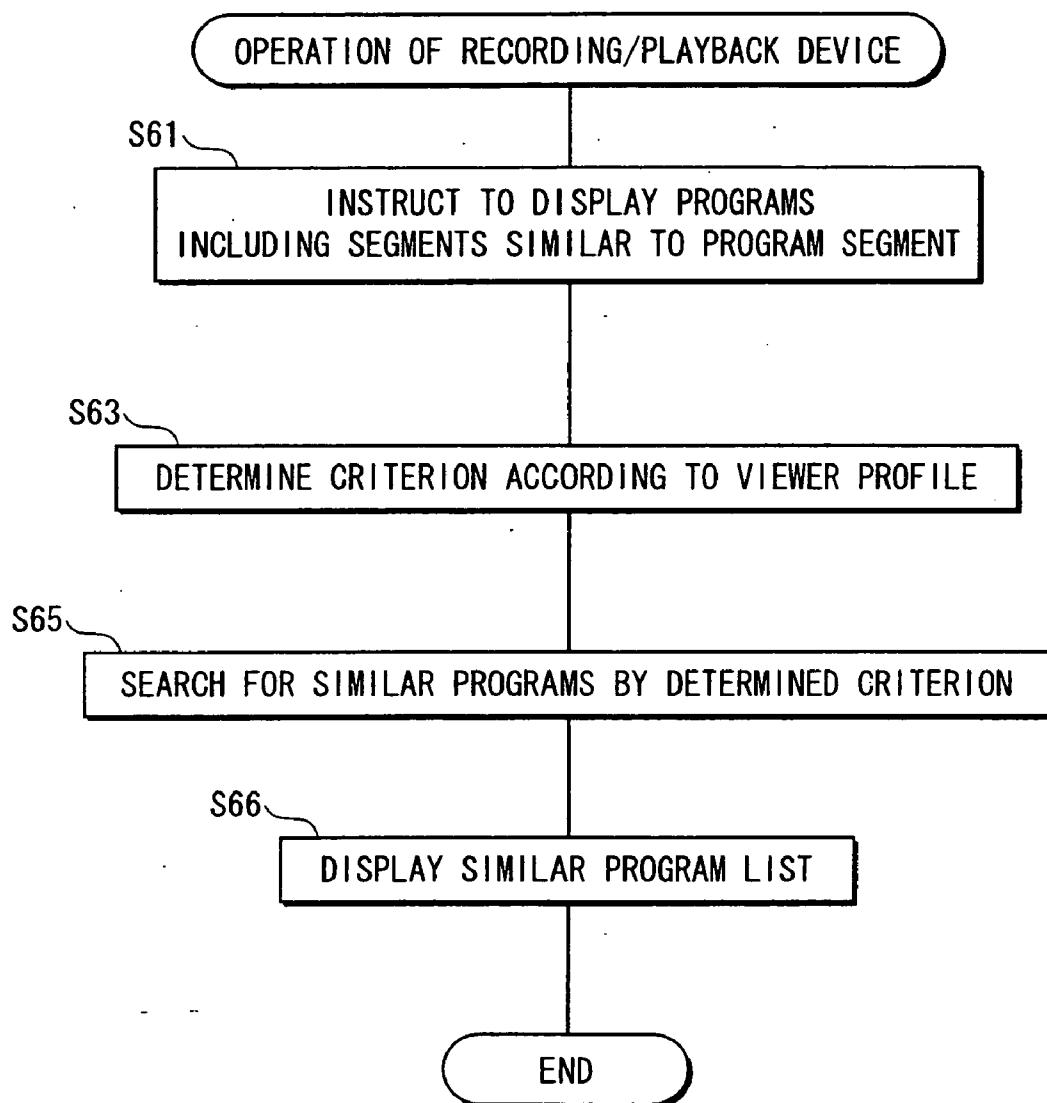 OPERATION OF RECORDING/PLAYBACK DEVICE
S61
INSTRUCT TO DISPLAY PROGRAMS
INCLUDING SEGMENTS SIMILAR TO PROGRAM SEGMENT
S63
DETERMINE CRITERION ACCORDING TO VIEWER PROFILE
S65
SEARCH FOR SIMILAR PROGRAMS BY DETERMINED CRITERION
S66
DISPLAY SIMILAR PROGRAM LIST
END